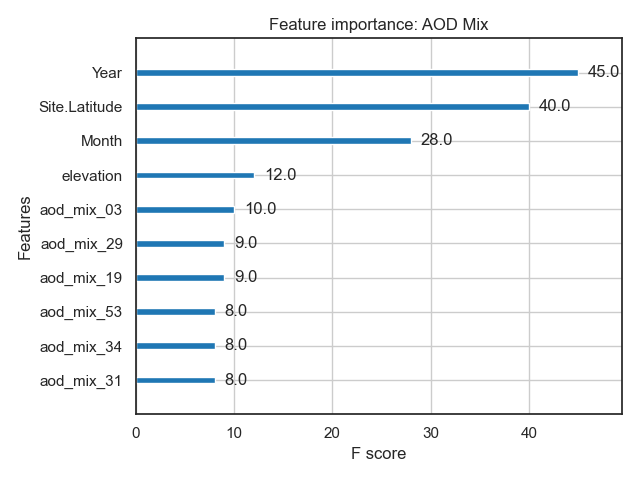 Feature importance: AOD Mix
Features
Year 45.0
Site.Latitude 40.0
Month 28.0
elevation 12.0
aod_mix_03 10.0
aod_mix_29 9.0
aod_mix_19 9.0
aod_mix_53 8.0
aod_mix_34 8.0
aod_mix_31 8.0
0 10 20 30 40
F score